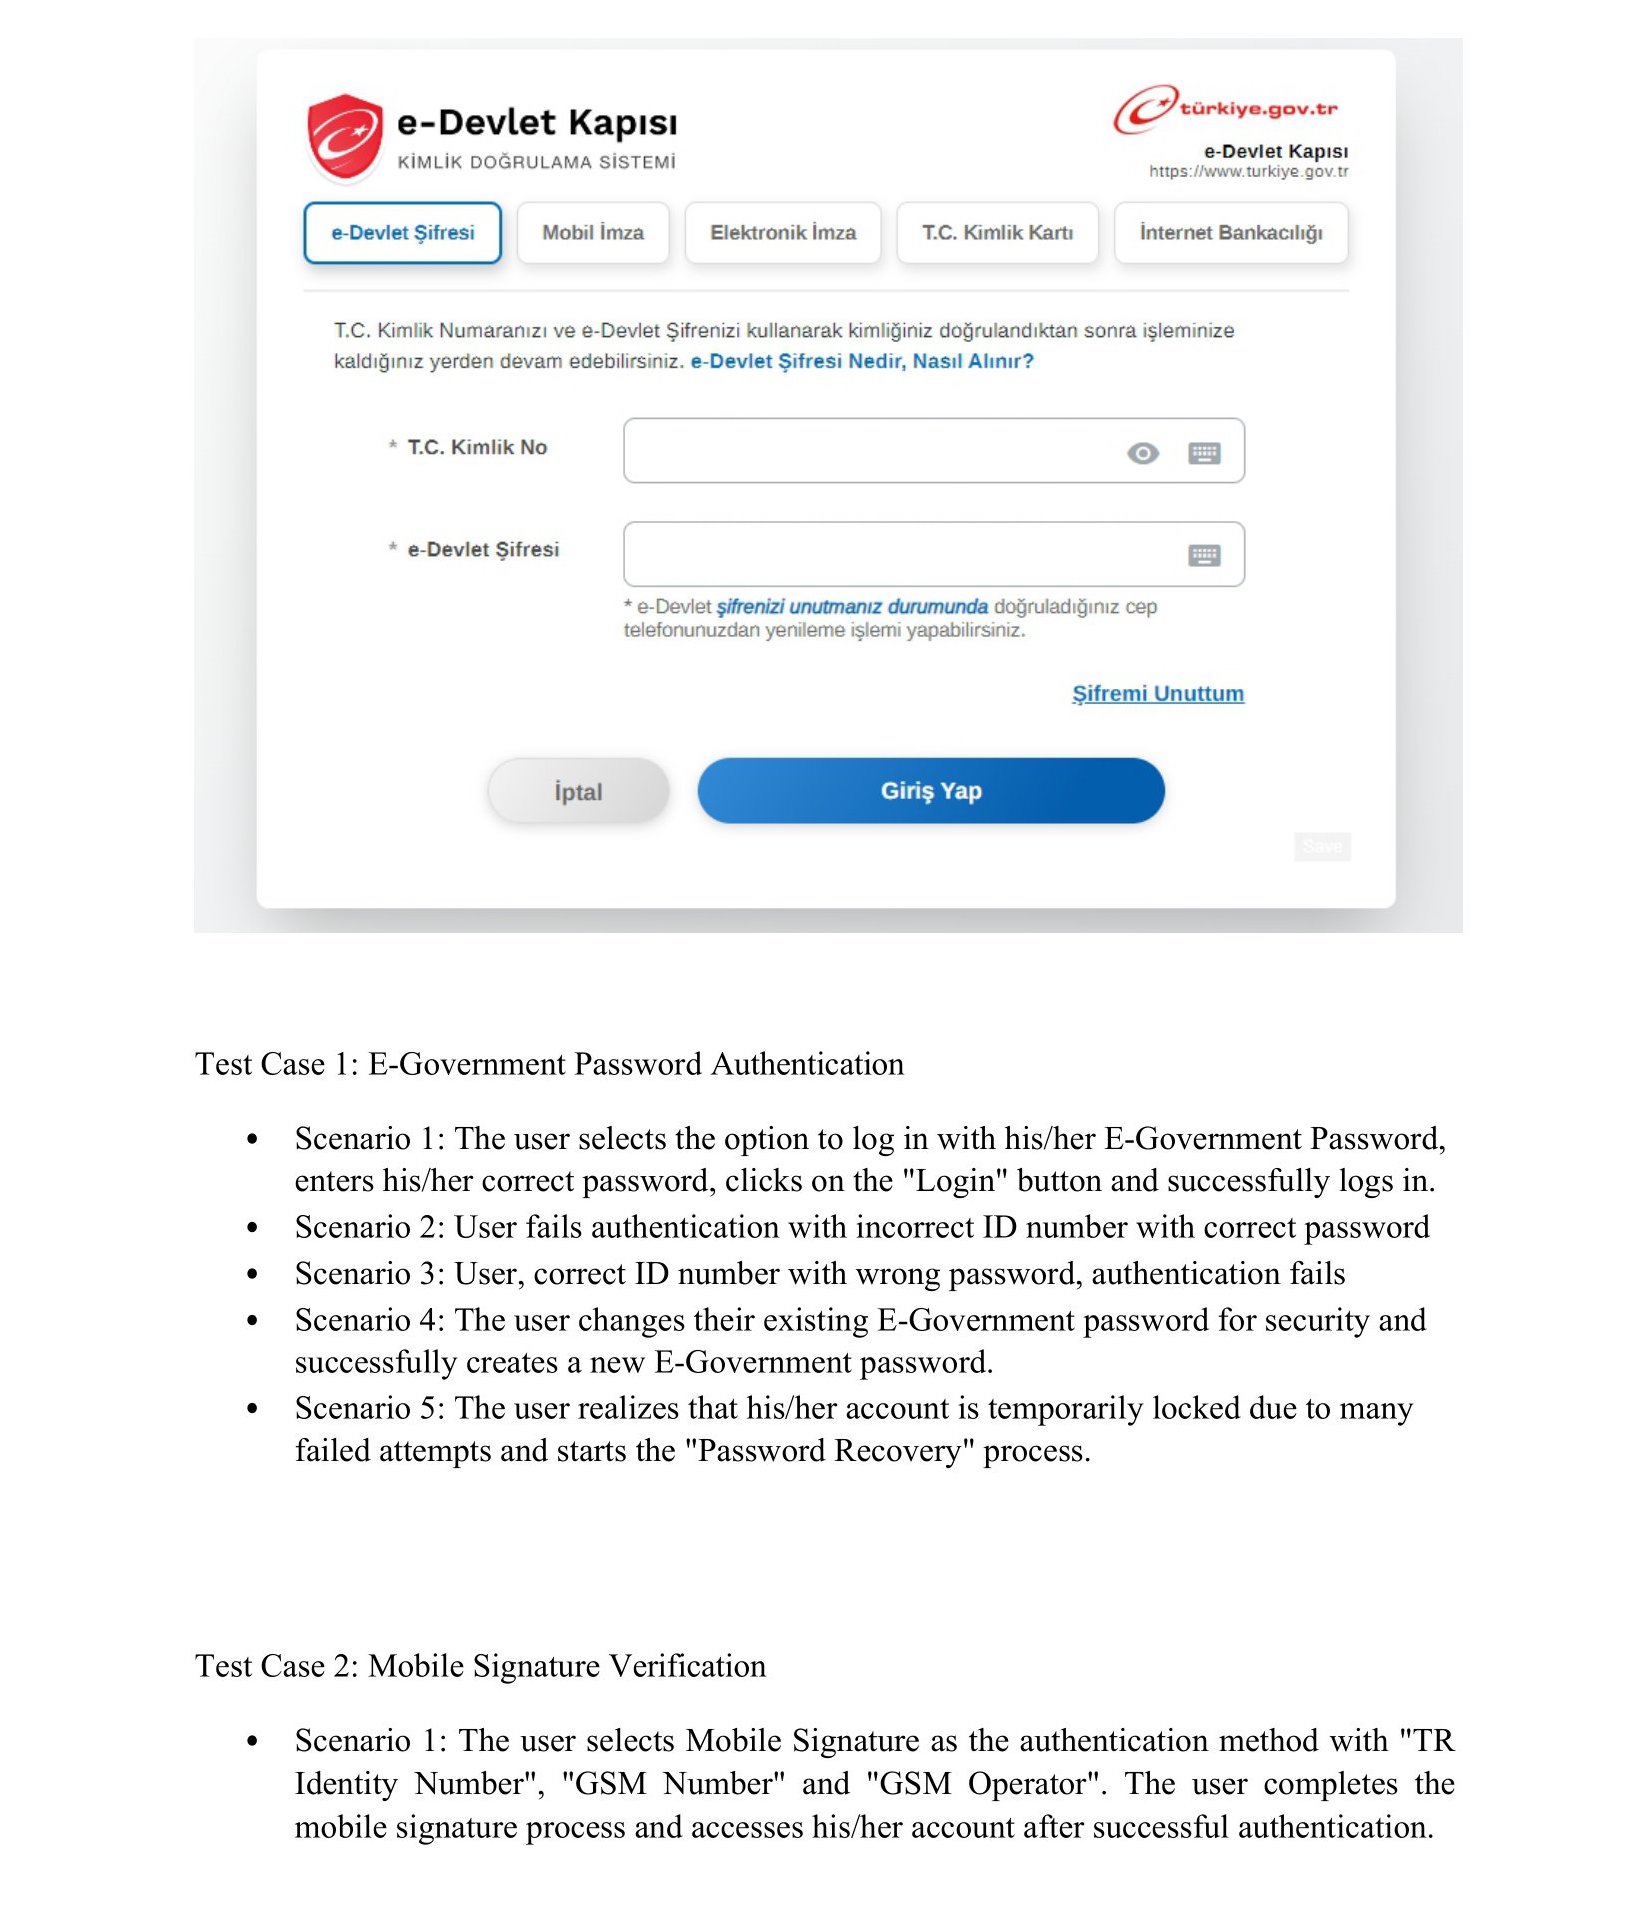 e-Devlet Kapısı
KİMLİK DOĞRULAMA SİSTEMİ
türkiye.gov.tr
e-Devlet Kapısı
https://www.turkiye.gov.tr
e-Devlet Şifresi
Mobil İmza
Elektronik İmza
T.C. Kimlik Kartı
İnternet Bankacılığı
T.C. Kimlik Numaranızı ve e-Devlet Şifrenizi kullanarak kimliğiniz doğrulandıktan sonra işleminize
kaldığınız yerden devam edebilirsiniz. e-Devlet Şifresi Nedir, Nasıl Alınır?
* T.C. Kimlik No
* e-Devlet Şifresi
* e-Devlet şifrenizi unutmanız durumunda doğruladığınız cep
telefonunuzdan yenileme işlemi yapabilirsiniz.
Şifremi Unuttum
İptal
Giriş Yap
Save
Test Case 1: E-Government Password Authentication
• Scenario 1: The user selects the option to log in with his/her E-Government Password,
enters his/her correct password, clicks on the "Login" button and successfully logs in.
• Scenario 2: User fails authentication with incorrect ID number with correct password
• Scenario 3: User, correct ID number with wrong password, authentication fails
• Scenario 4: The user changes their existing E-Government password for security and
successfully creates a new E-Government password.
• Scenario 5: The user realizes that his/her account is temporarily locked due to many
failed attempts and starts the "Password Recovery" process.
Test Case 2: Mobile Signature Verification
• Scenario 1: The user selects Mobile Signature as the authentication method with "TR
Identity Number", "GSM Number" and "GSM Operator". The user completes the
mobile signature process and accesses his/her account after successful authentication.